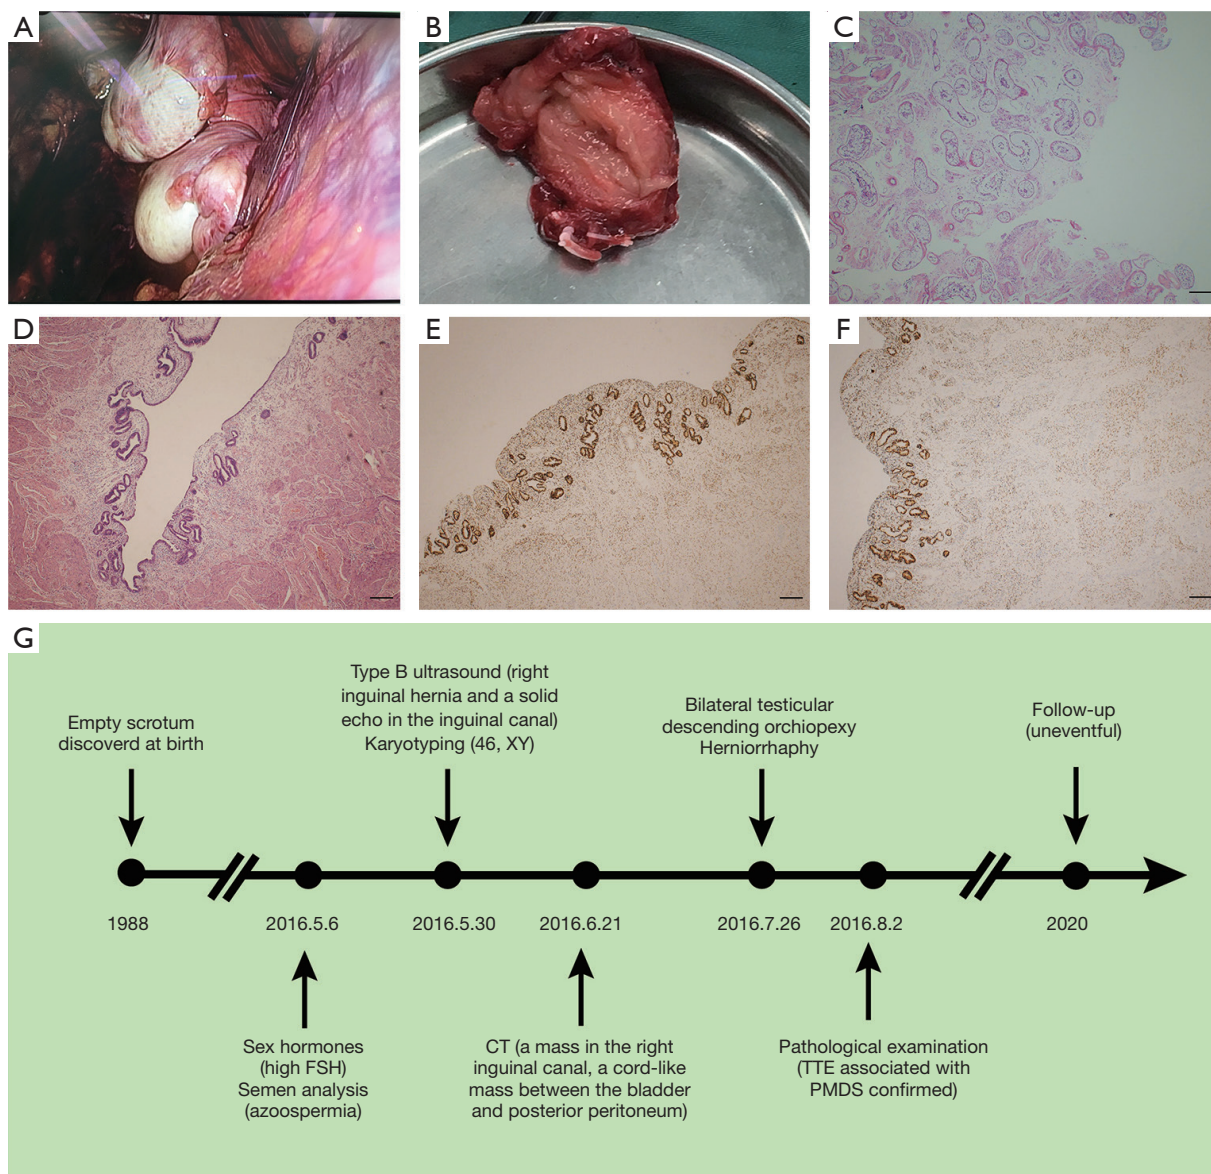 A
B
C
D
E
F
G
Empty scrotum
discoverd at birth
Type B ultrasound (right
inguinal hernia and a solid
echo in the inguinal canal)
Karyotyping (46, XY)
Bilateral testicular
descending orchiopexy
Herniorrhaphy
Follow-up
(uneventful)
1988
2016.5.6
2016.5.30
2016.6.21
2016.7.26
2016.8.2
2020
Sex hormones
(high FSH)
Semen analysis
(azoospermia)
CT (a mass in the right
inguinal canal, a cord-like
mass between the bladder
and posterior peritoneum)
Pathological examination
(TTE associated with
PMDS confirmed)